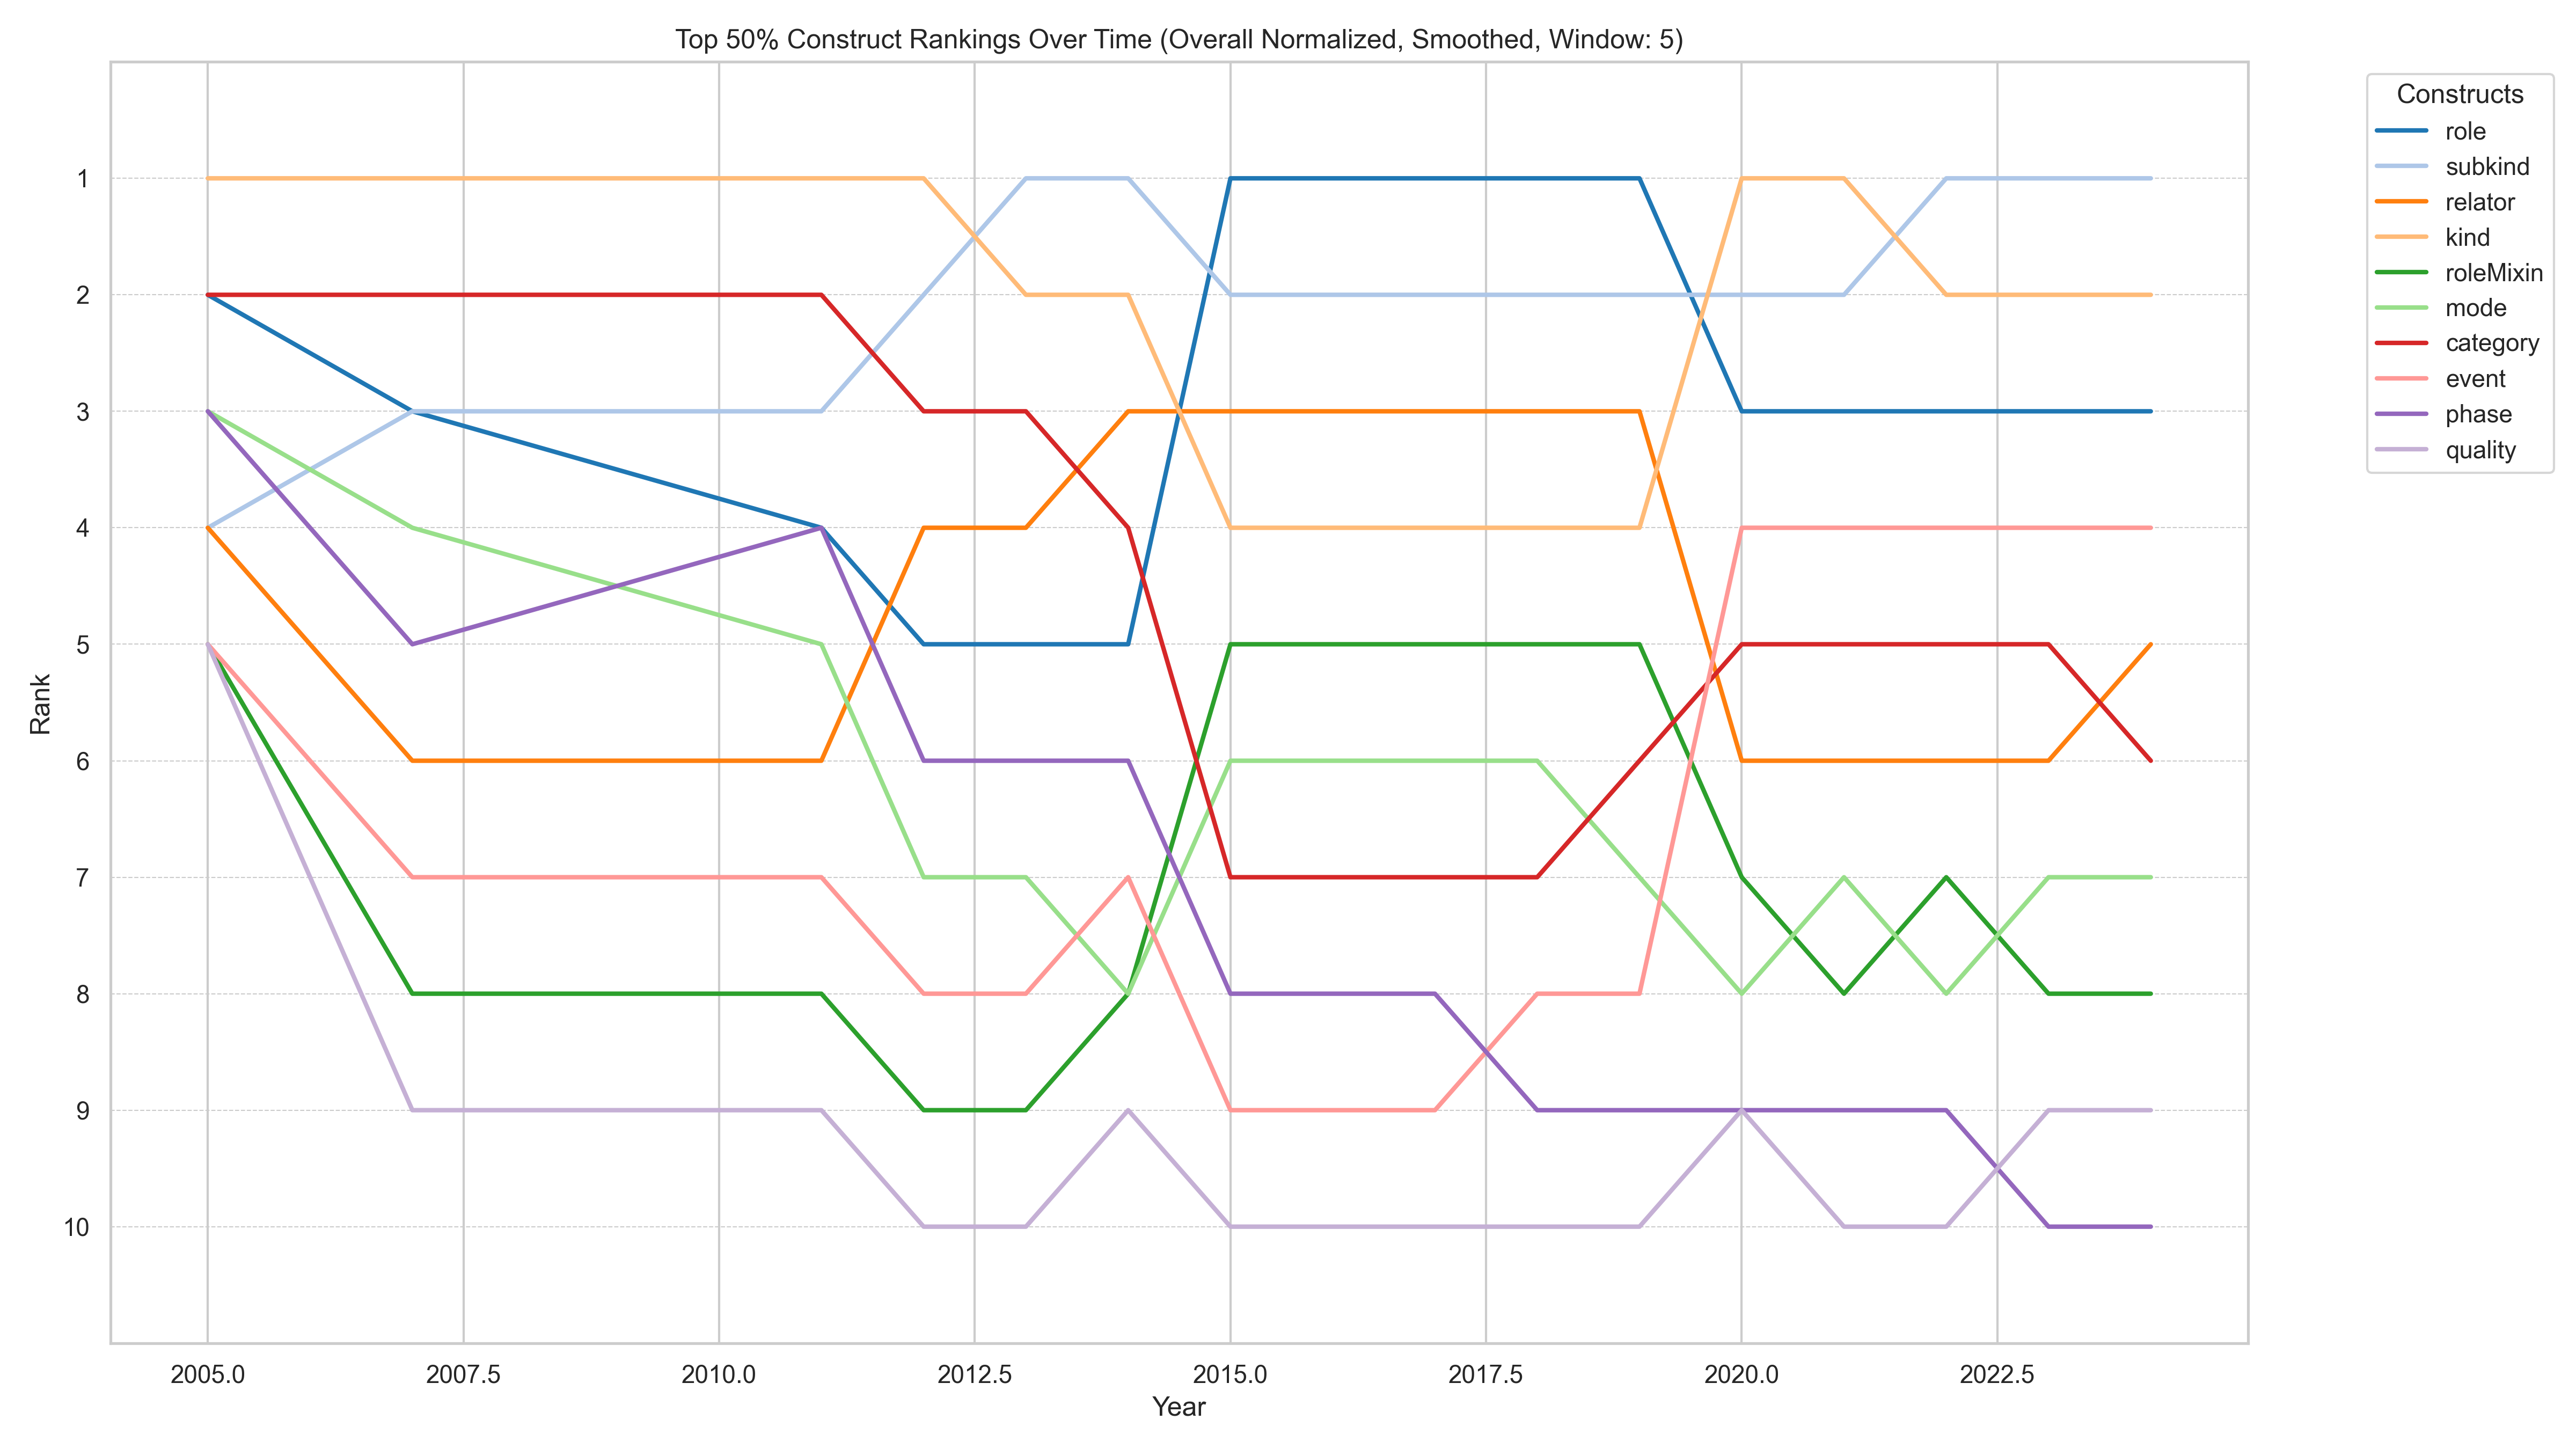 Top 50% Construct Rankings Over Time (Overall Normalized, Smoothed, Window: 5)
Constructs
role
subkind
relator
kind
roleMixin
mode
category
event
phase
quality
Rank
1
2
3
4
5
6
7
8
9
10
2005.0 2007.5 2010.0 2012.5 2015.0 2017.5 2020.0 2022.5
Year